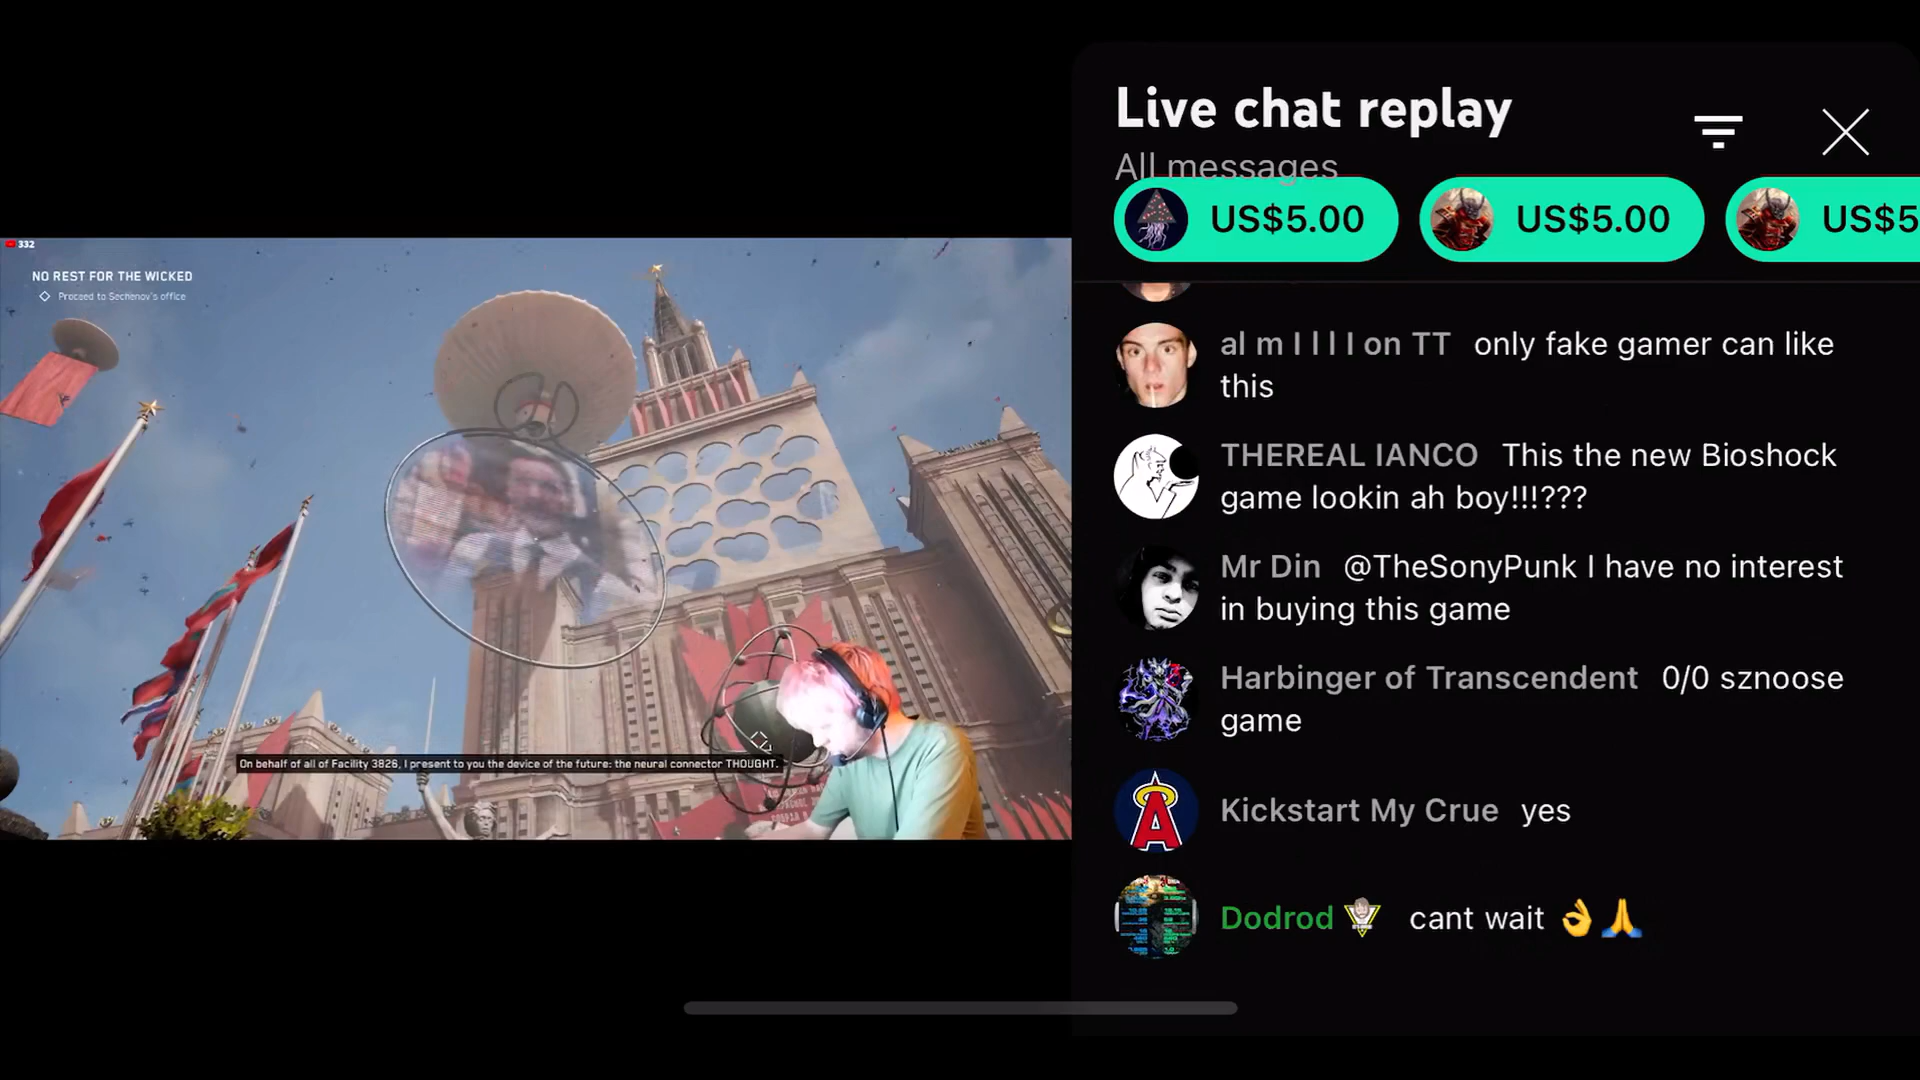 332
NO REST FOR THE WICKED
Proceed to Sechenov's office
On behalf of all of Facility 3826, I present to you the device of the future: the neural connector THOUGHT.
Live chat replay
All messages
US$5.00
US$5.00
US$5
al m I l l I on TT only fake gamer can like
this
THEREAL IANCO This the new Bioshock
game lookin ah boy!!!???
Mr Din @TheSonyPunk I have no interest
in buying this game
Harbinger of Transcendent 0/0 sznoose
game
Kickstart My Crue yes
Dodrod cant wait 👌🙏